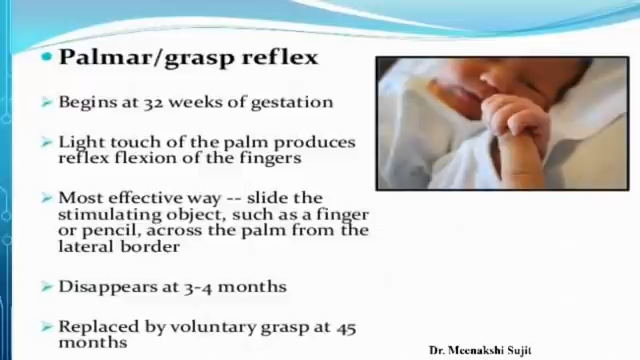 Palmar/grasp reflex
Begins at 32 weeks of gestation
Light touch of the palm produces
reflex flexion of the fingers
Most effective way -- slide the
stimulating object, such as a finger
or pencil, across the palm from the
lateral border
Disappears at 3-4 months
Replaced by voluntary grasp at 45
months
Dr. Meenakshi Sujit